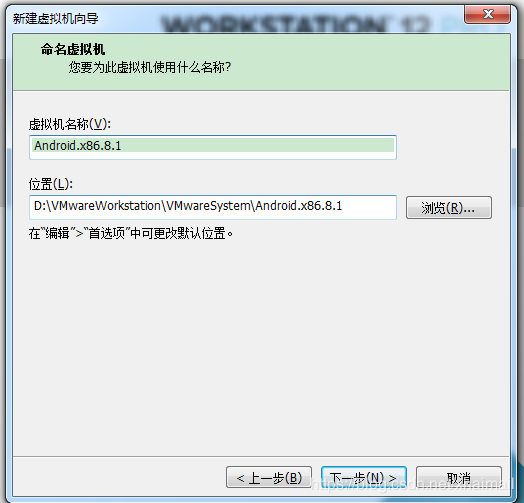 新建虚拟机向导
WORKSTATION 12
命名虚拟机
您要为此虚拟机使用什么名称?
虚拟机名称(V):
Android.x86.8.1
位置(L):
D:\VMwareWorkstation\VMwareSystem\Android.x86.8.1
浏览(R)...
在"编辑">"首选项"中可更改默认位置。
< 上一步(B)
下一步(N) >
取消